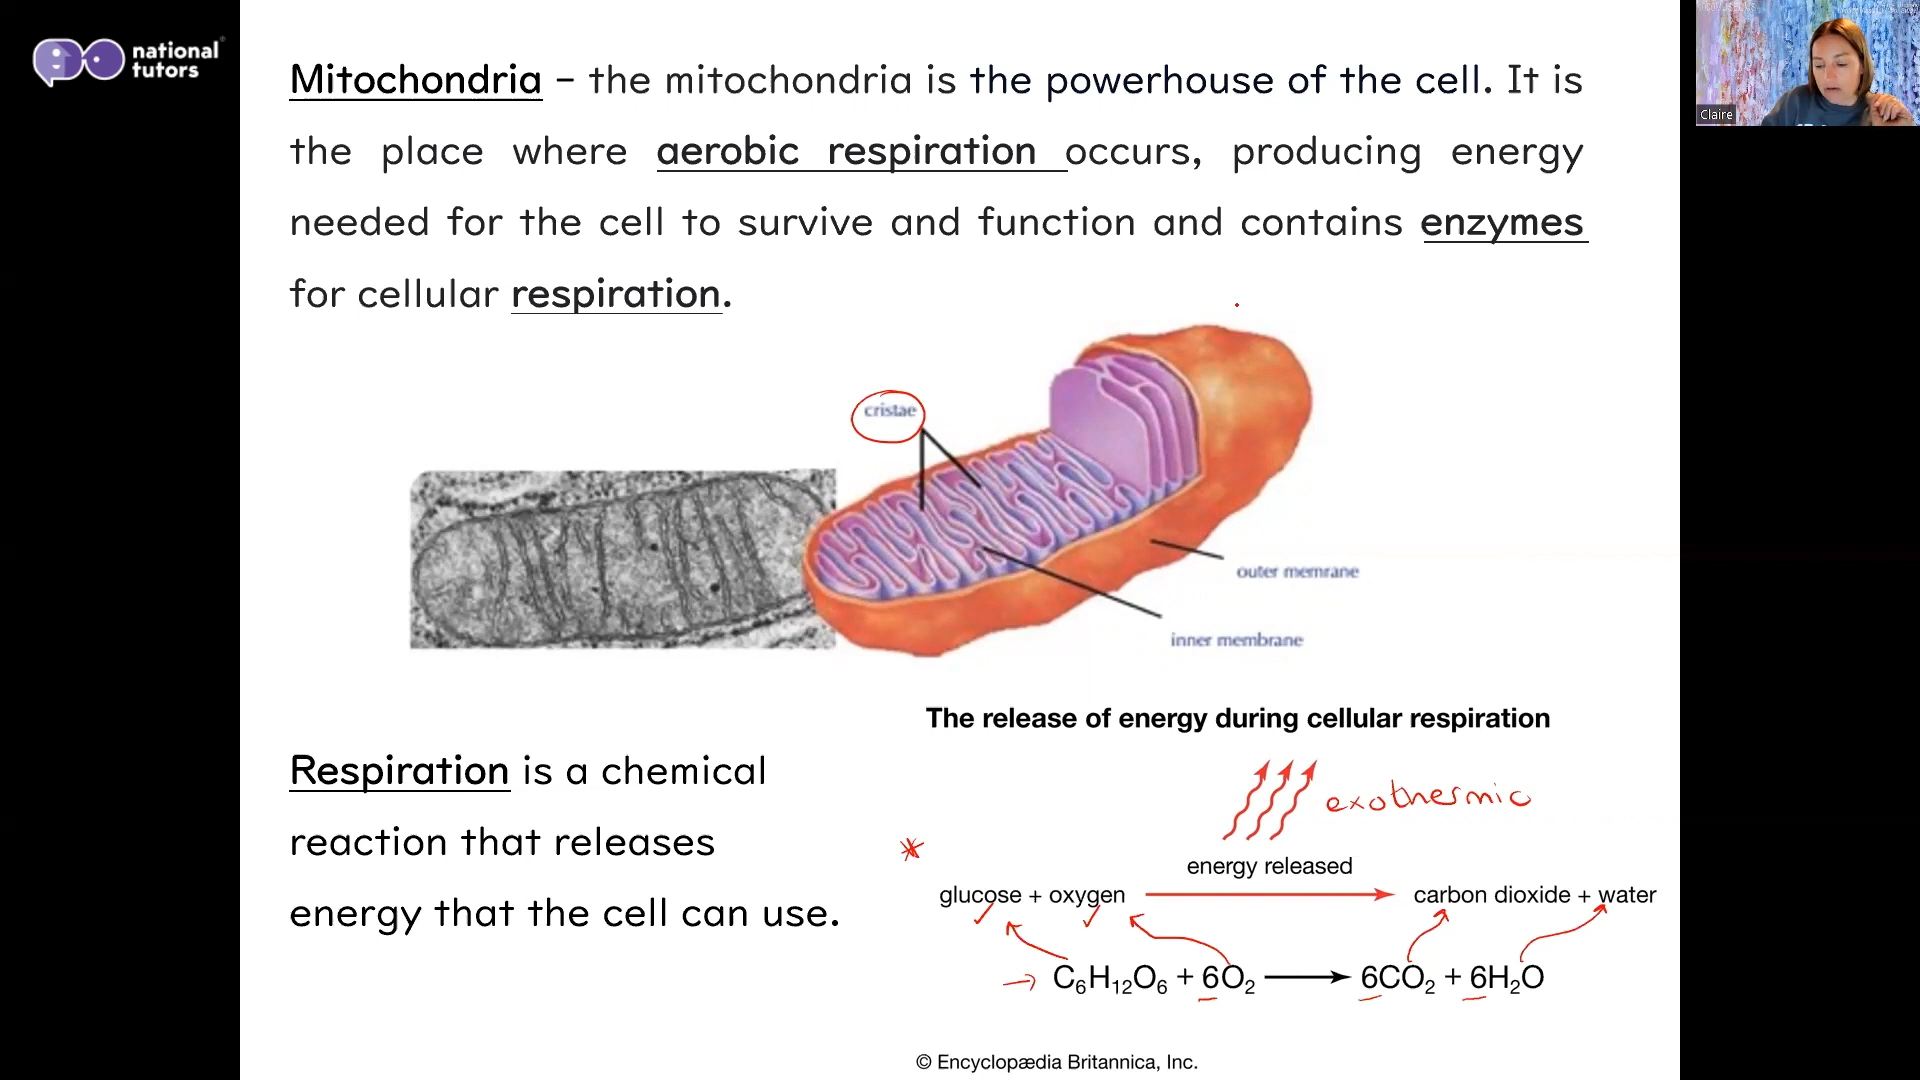 national
tutors
Claire
Mitochondria – the mitochondria is the powerhouse of the cell. It is
the place where aerobic respiration occurs, producing energy
needed for the cell to survive and function and contains enzymes
for cellular respiration.
cristae
outer memrane
inner membrane
The release of energy during cellular respiration
exothermic
Respiration is a chemical
reaction that releases
energy that the cell can use.
*
energy released
glucose + oxygen → carbon dioxide + water
→ C₆H₁₂O₆ + 6O₂ → 6CO₂ + 6H₂O
© Encyclopædia Britannica, Inc.